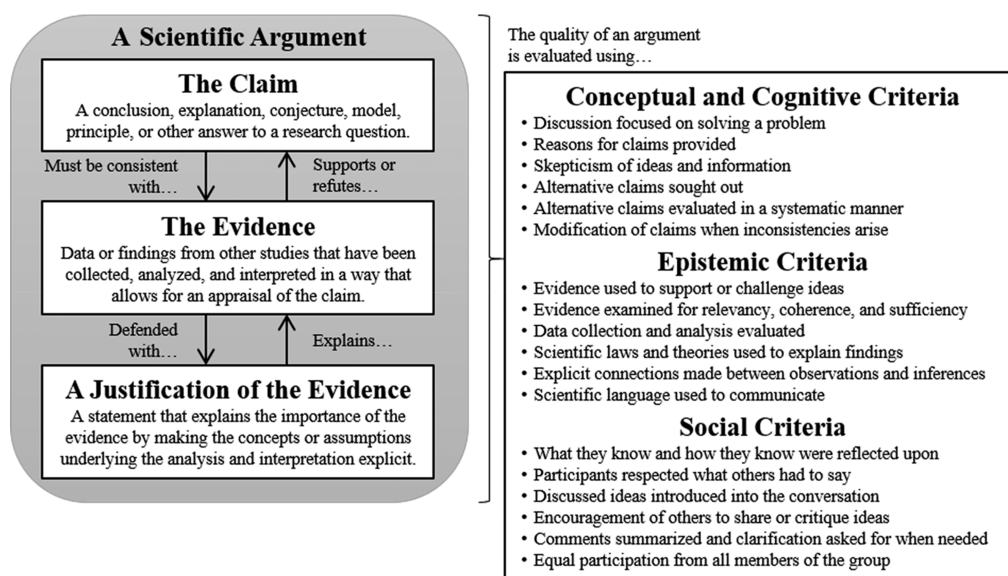 A Scientific Argument
The Claim
A conclusion, explanation, conjecture, model,
principle, or other answer to a research question.
Must be consistent
with…
Supports or
refutes…
The Evidence
Data or findings from other studies that have been
collected, analyzed, and interpreted in a way that
allows for an appraisal of the claim.
Defended
with…
Explains…
A Justification of the Evidence
A statement that explains the importance of the
evidence by making the concepts or assumptions
underlying the analysis and interpretation explicit.
The quality of an argument
is evaluated using…
Conceptual and Cognitive Criteria
• Discussion focused on solving a problem
• Reasons for claims provided
• Skepticism of ideas and information
• Alternative claims sought out
• Alternative claims evaluated in a systematic manner
• Modification of claims when inconsistencies arise
Epistemic Criteria
• Evidence used to support or challenge ideas
• Evidence examined for relevancy, coherence, and sufficiency
• Data collection and analysis evaluated
• Scientific laws and theories used to explain findings
• Explicit connections made between observations and inferences
• Scientific language used to communicate
Social Criteria
• What they know and how they know were reflected upon
• Participants respected what others had to say
• Discussed ideas introduced into the conversation
• Encouragement of others to share or critique ideas
• Comments summarized and clarification asked for when needed
• Equal participation from all members of the group